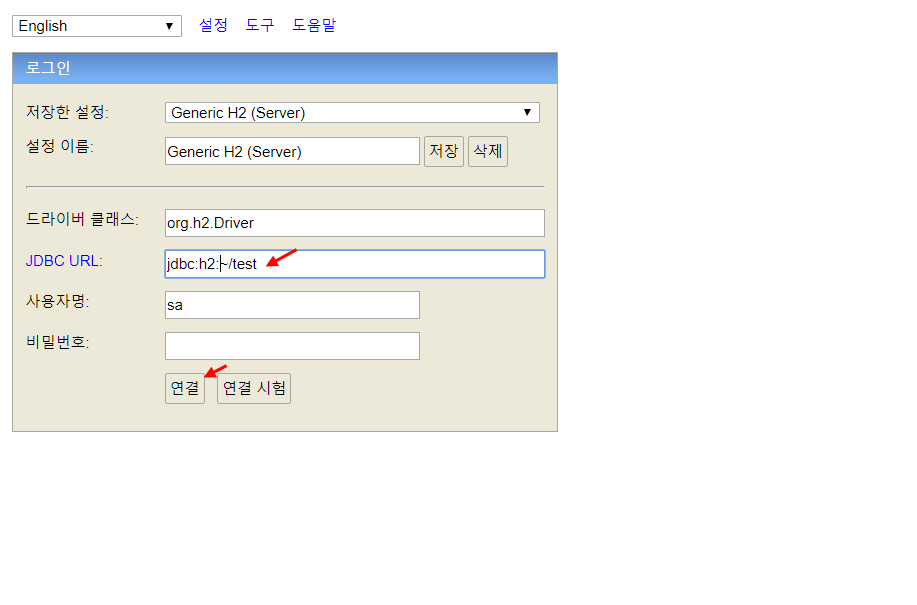 English 설정 도구 도움말
로그인
저장한 설정: Generic H2 (Server)
설정 이름: Generic H2 (Server) 저장 삭제
드라이버 클래스: org.h2.Driver
JDBC URL: jdbc:h2:~/test
사용자명: sa
비밀번호:
연결 연결 시험